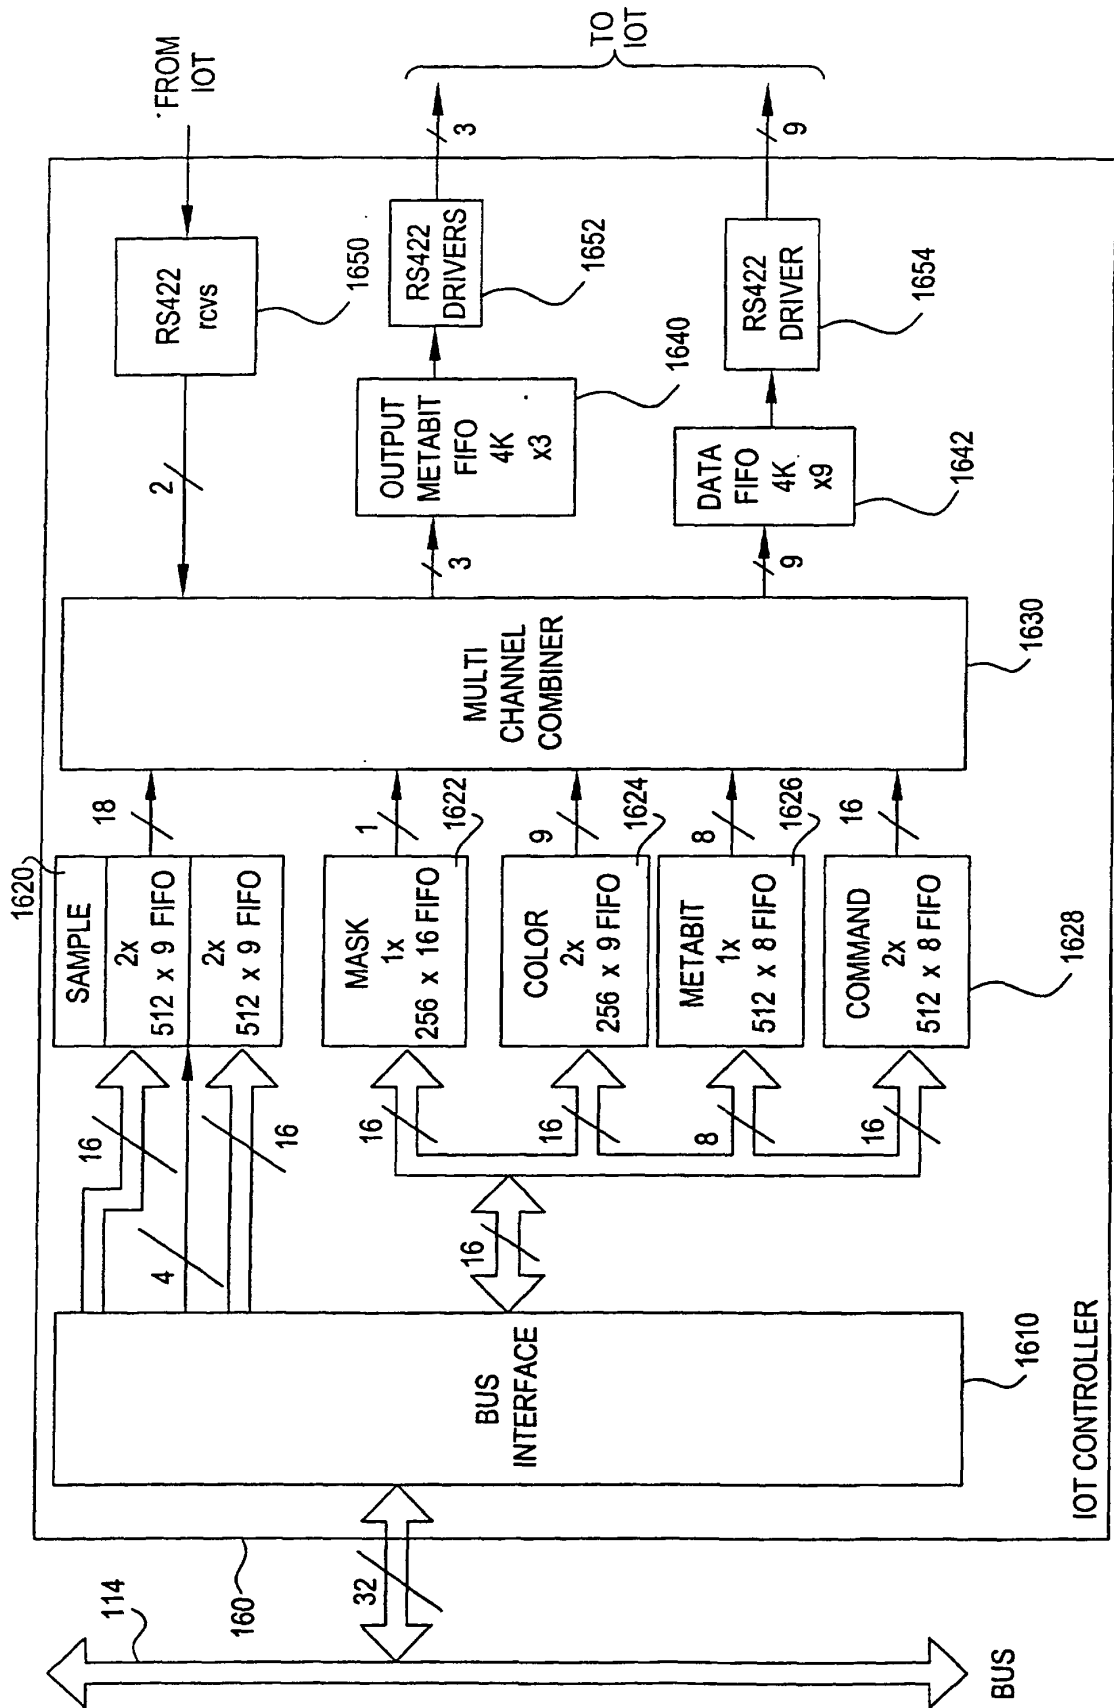 BUS
114
32
160
IOT CONTROLLER
BUS
INTERFACE
1610
16
4
16
16
16
16
8
16
1620
SAMPLE
2x
512 x 9 FIFO
2x
512 x 9 FIFO
MASK
1x
256 x 16 FIFO
1622
COLOR
2x
256 x 9 FIFO
1624
METABIT
1x
512 x 8 FIFO
1626
COMMAND
2x
512 x 8 FIFO
1628
18
1
9
8
16
MULTI
CHANNEL
COMBINER
1630
2
3
9
RS422
rcvs
1650
OUTPUT
METABIT
FIFO
4K
x3
1640
DATA
FIFO
4K
x9
1642
RS422
DRIVERS
1652
RS422
DRIVER
1654
3
9
FROM
IOT
TO
IOT